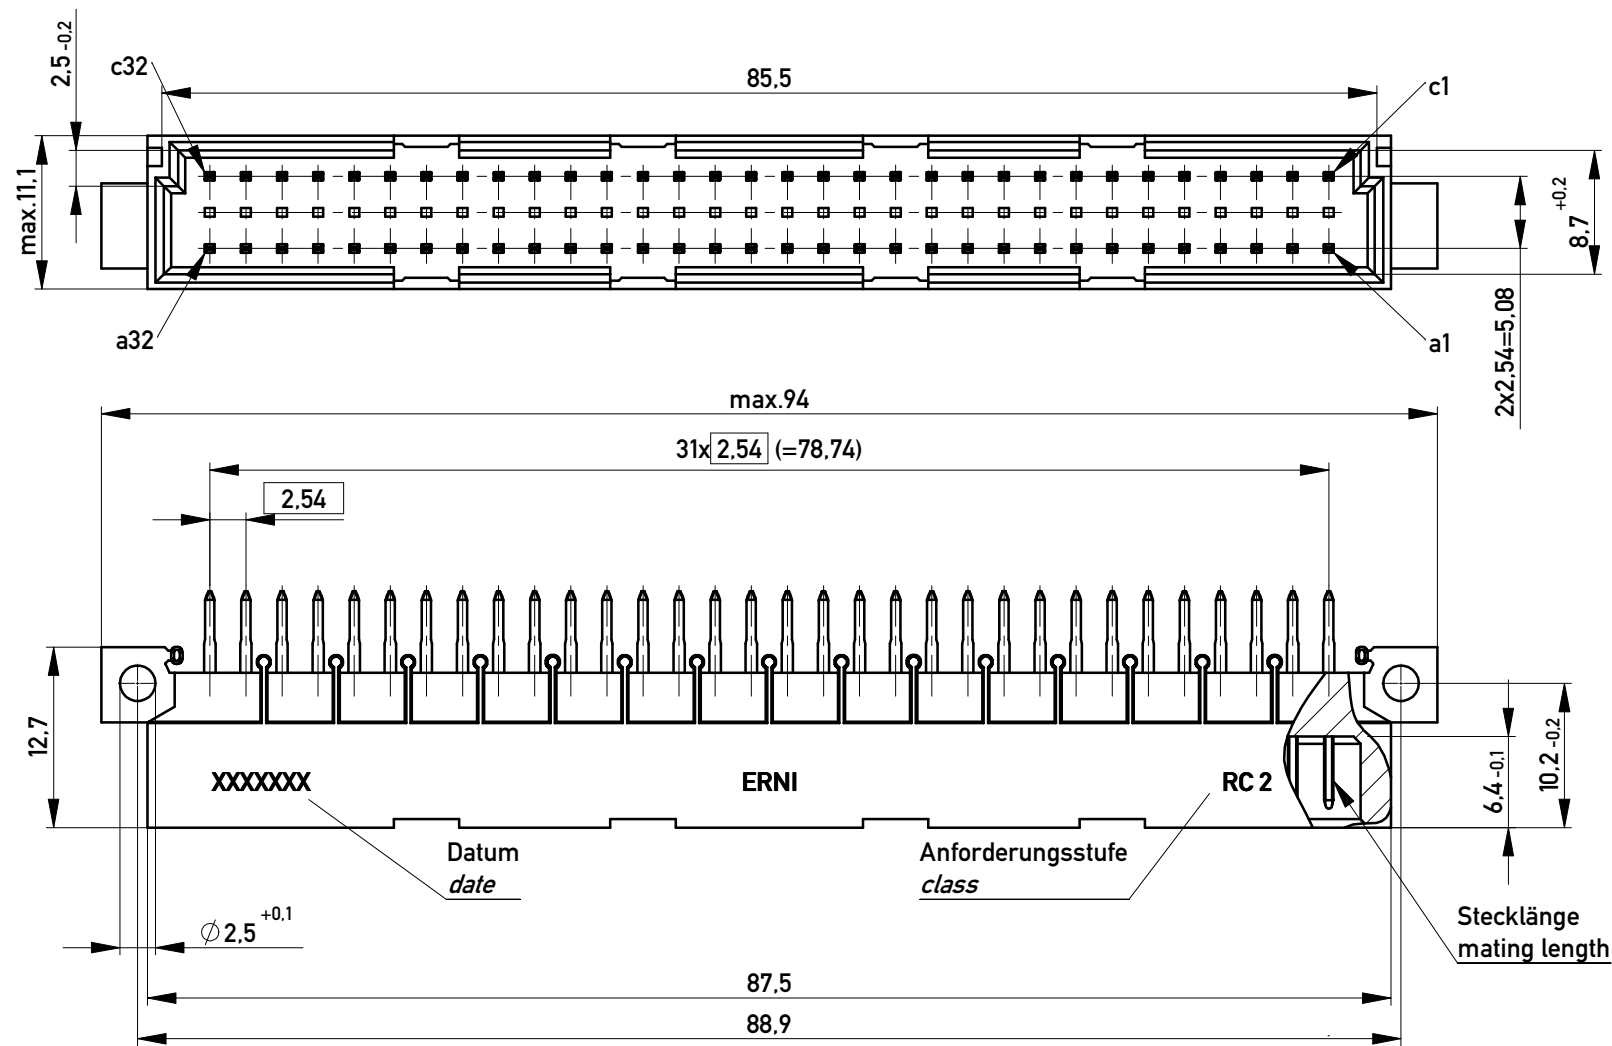 2,5 -0,2
c32
85,5
c1
max.11,1
8,7 +0,2
2x2,54=5,08
a32
a1
max.94
31x 2,54 (=78,74)
2,54
12,7
XXXXXXX
ERNI
RC 2
6,4 -0,1
10,2 -0,2
Datum
date
Anforderungsstufe
class
Stecklänge
mating length
∅ 2,5 +0,1
87,5
88,9